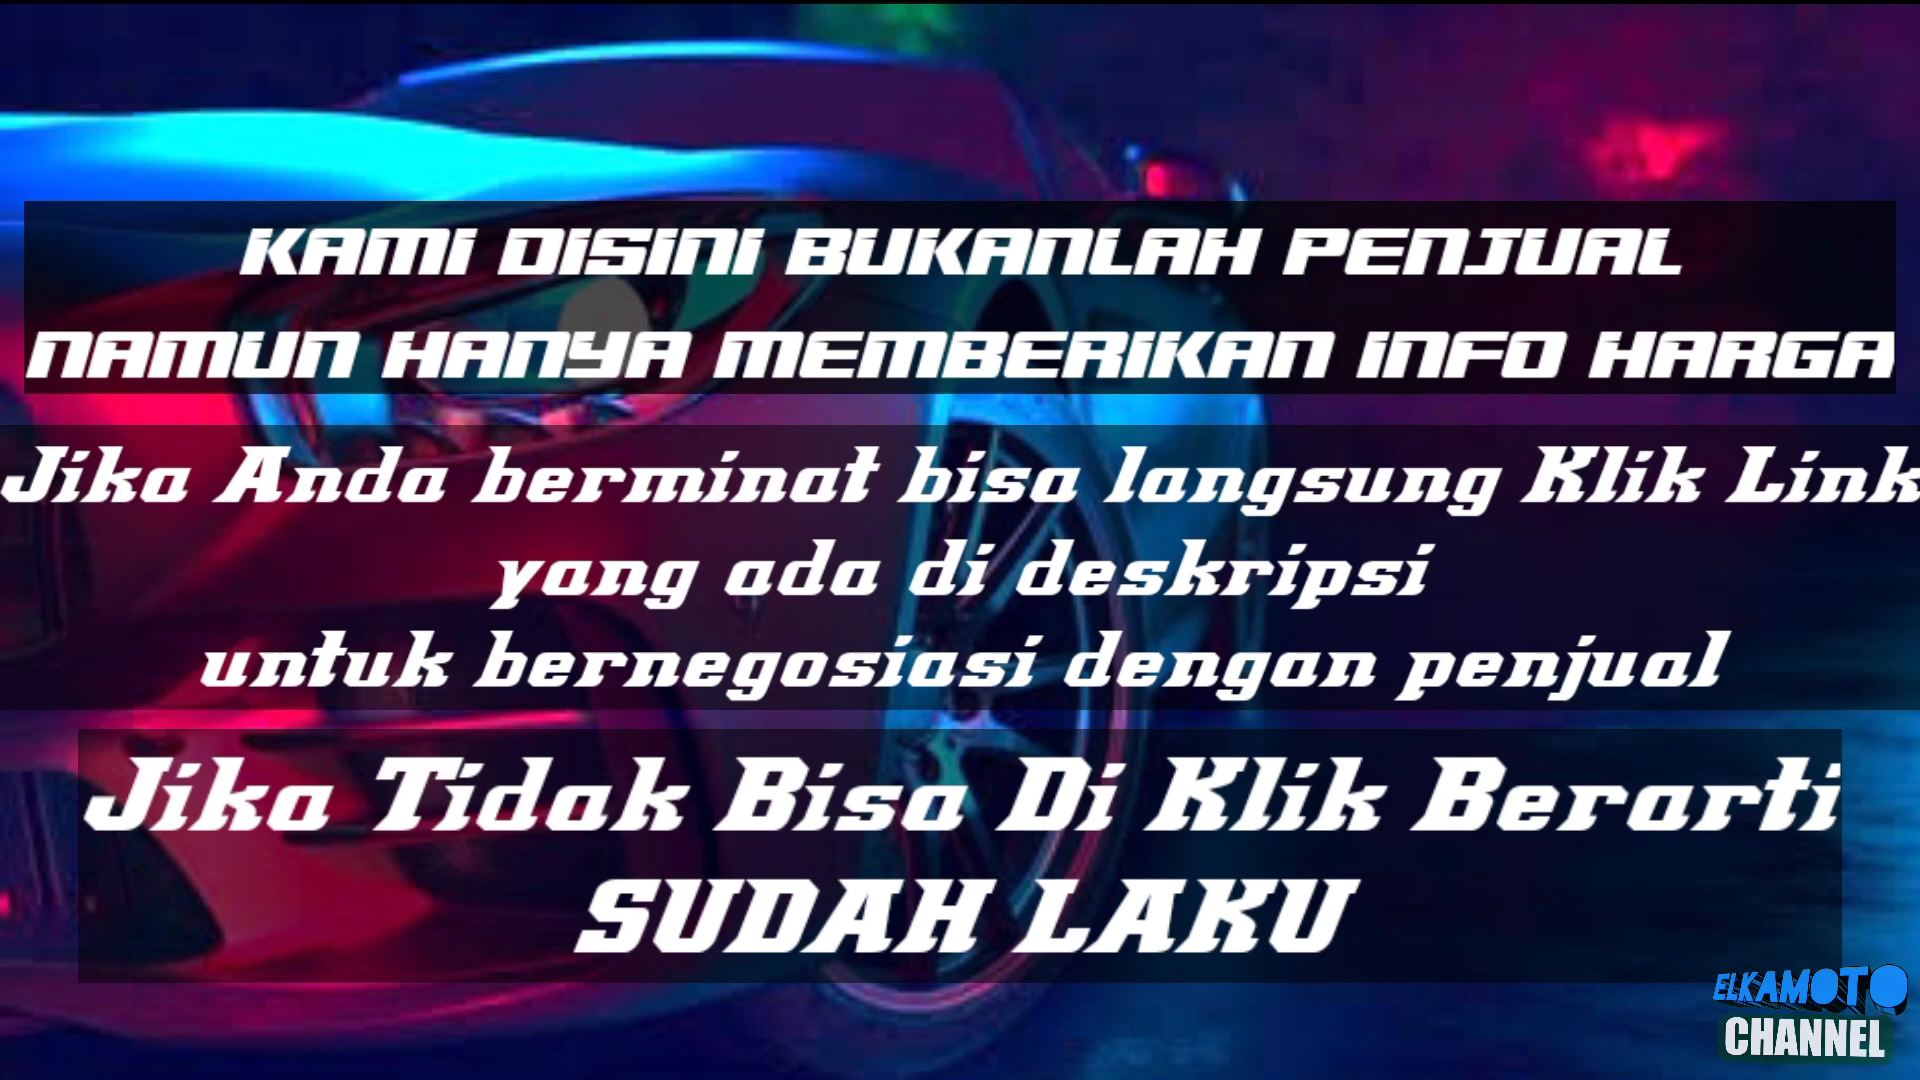 KAMI DISINI BUKANLAH PENJUAL
NAMUN HANYA MEMBERIKAN INFO HARGA
Jika Anda berminat bisa langsung Klik Link
yang ada di deskripsi
untuk bernegosiasi dengan penjual
Jika Tidak Bisa Di Klik Berarti
SUDAH LAKU
ELKAMOTO
CHANNEL